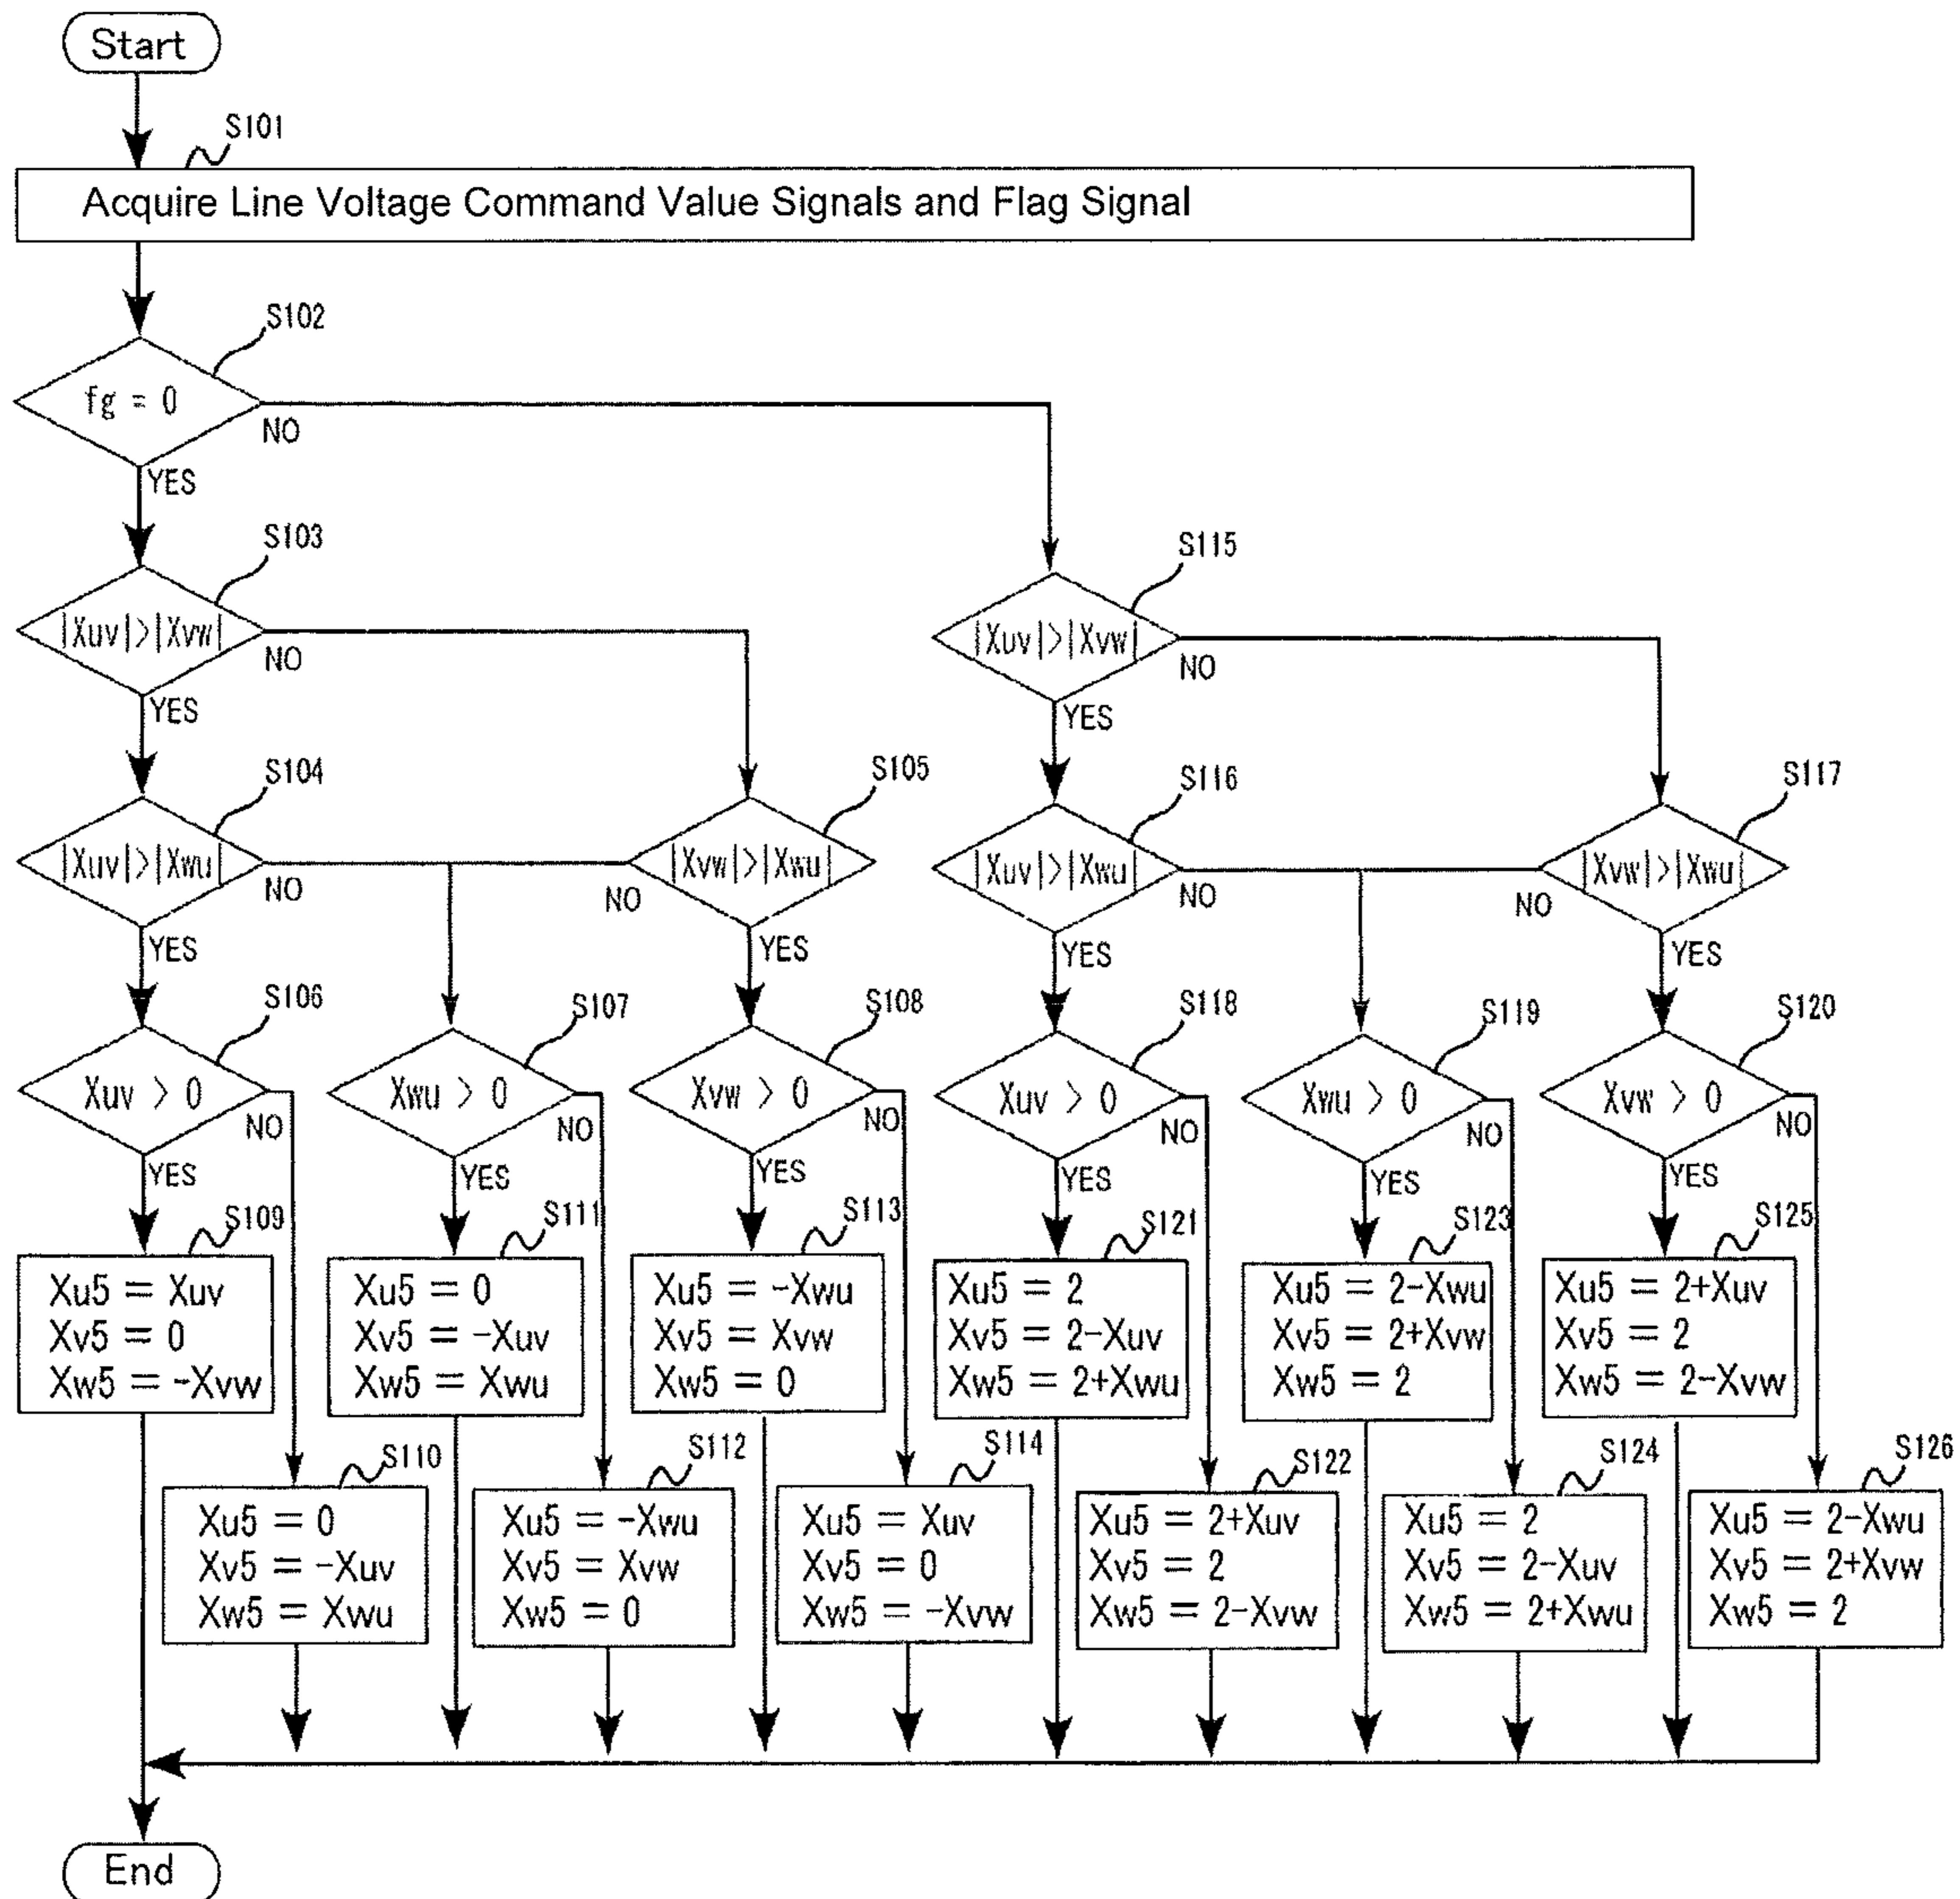 Start
S101
Acquire Line Voltage Command Value Signals and Flag Signal
S102
fg = 0
NO
YES
S103
|Xuv|>|Xvw|
NO
YES
S115
|Xuv|>|Xvw|
NO
YES
S104
|Xuv|>|Xwu|
NO
YES
S105
|Xvw|>|Xwu|
NO
YES
S116
|Xuv|>|Xwu|
NO
YES
S117
|Xvw|>|Xwu|
NO
YES
S106
Xuv > 0
NO
YES
S107
Xwu > 0
NO
YES
S108
Xvw > 0
NO
YES
S118
Xuv > 0
NO
YES
S119
Xwu > 0
NO
YES
S120
Xvw > 0
NO
YES
S109
Xu5 = Xuv
Xv5 = 0
Xw5 = -Xvw
S111
Xu5 = 0
Xv5 = -Xuv
Xw5 = Xwu
S113
Xu5 = -Xwu
Xv5 = Xvw
Xw5 = 0
S121
Xu5 = 2
Xv5 = 2-Xuv
Xw5 = 2+Xwu
S123
Xu5 = 2-Xwu
Xv5 = 2+Xvw
Xw5 = 2
S125
Xu5 = 2+Xuv
Xv5 = 2
Xw5 = 2-Xvw
S110
Xu5 = 0
Xv5 = -Xuv
Xw5 = Xwu
S112
Xu5 = -Xwu
Xv5 = Xvw
Xw5 = 0
S114
Xu5 = Xuv
Xv5 = 0
Xw5 = -Xvw
S122
Xu5 = 2+Xuv
Xv5 = 2
Xw5 = 2-Xvw
S124
Xu5 = 2
Xv5 = 2-Xuv
Xw5 = 2+Xwu
S126
Xu5 = 2-Xwu
Xv5 = 2+Xvw
Xw5 = 2
End